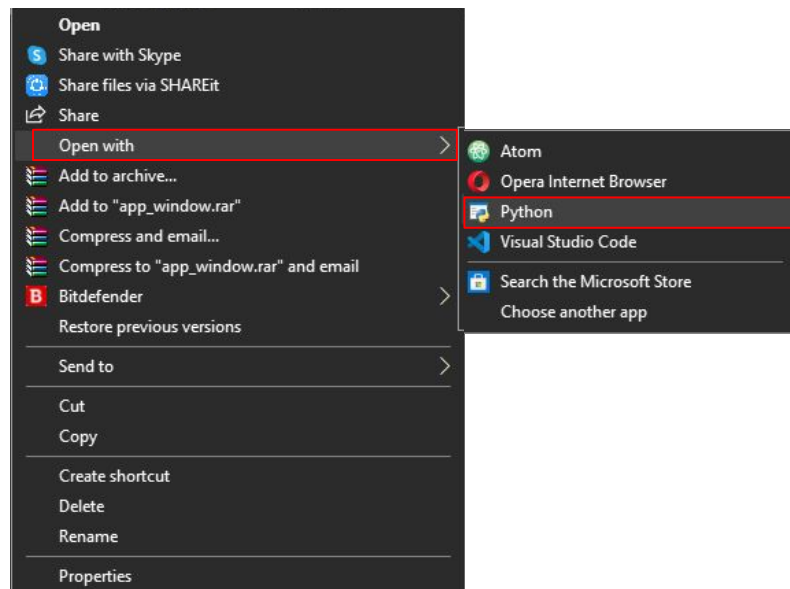 Open
Share with Skype
Share files via SHAREit
Share
Open with
Add to archive...
Add to "app_window.rar"
Compress and email...
Compress to "app_window.rar" and email
Bitdefender
Restore previous versions
Send to
Cut
Copy
Create shortcut
Delete
Rename
Properties
Atom
Opera Internet Browser
Python
Visual Studio Code
Search the Microsoft Store
Choose another app